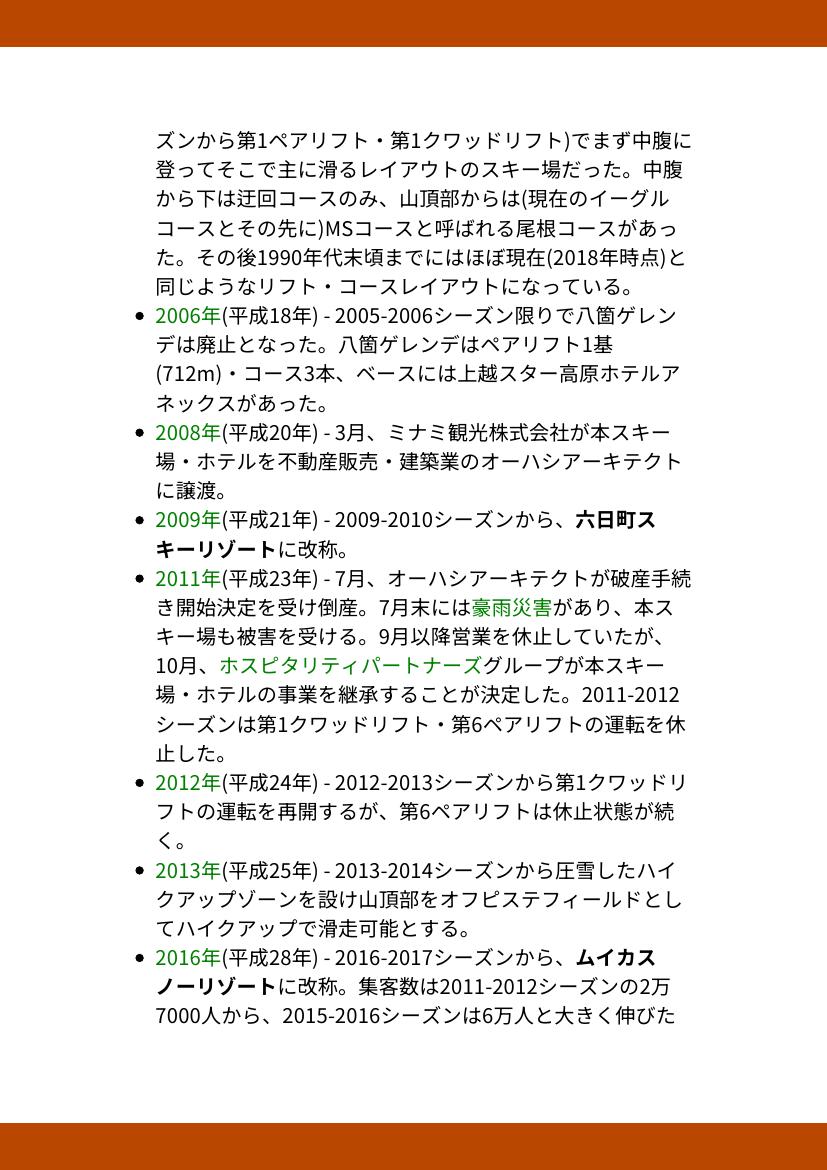 ズンから第1ペアリフト・第1クワッドリフト)でまず中腹に
登ってそこで主に滑るレイアウトのスキー場だった。中腹
から下は迂回コースのみ、山頂部からは(現在のイーグル
コースとその先に)MSコースと呼ばれる尾根コースがあっ
た。その後1990年代末頃までにはほぼ現在(2018年時点)と
同じようなリフト・コースレイアウトになっている。
• 2006年(平成18年) - 2005-2006シーズン限りで八箇ゲレン
デは廃止となった。八箇ゲレンデはペアリフト1基
(712m)・コース3本、ベースには上越スター高原ホテルア
ネックスがあった。
• 2008年(平成20年) - 3月、ミナミ観光株式会社が本スキー
場・ホテルを不動産販売・建築業のオーハシアーキテクト
に譲渡。
• 2009年(平成21年) - 2009-2010シーズンから、六日町ス
キーリゾートに改称。
• 2011年(平成23年) - 7月、オーハシアーキテクトが破産手続
き開始決定を受け倒産。7月末には豪雨災害があり、本ス
キー場も被害を受ける。9月以降営業を休止していたが、
10月、ホスピタリティパートナーズグループが本スキー
場・ホテルの事業を継承することが決定した。2011-2012
シーズンは第1クワッドリフト・第6ペアリフトの運転を休
止した。
• 2012年(平成24年) - 2012-2013シーズンから第1クワッドリ
フトの運転を再開するが、第6ペアリフトは休止状態が続
く。
• 2013年(平成25年) - 2013-2014シーズンから圧雪したハイ
クアップゾーンを設け山頂部をオフピステフィールドとし
てハイクアップで滑走可能とする。
• 2016年(平成28年) - 2016-2017シーズンから、ムイカス
ノーリゾートに改称。集客数は2011-2012シーズンの2万
7000人から、2015-2016シーズンは6万人と大きく伸びた